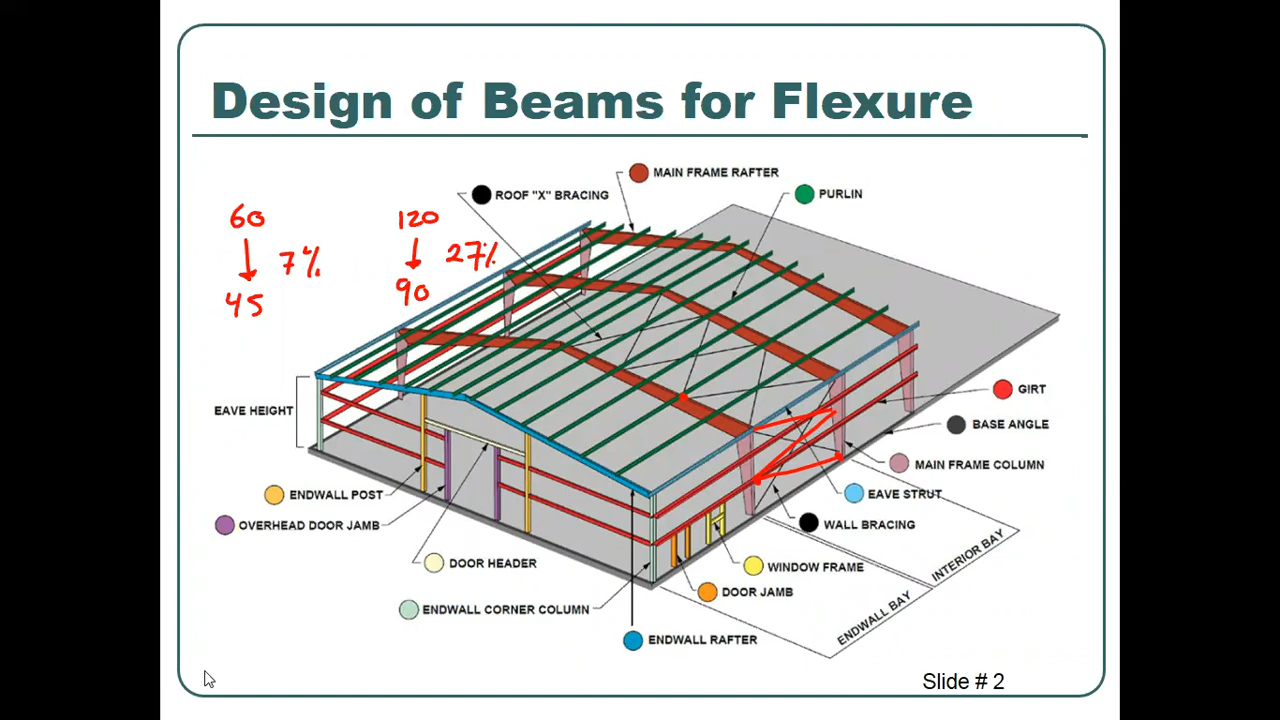 Design of Beams for Flexure
MAIN FRAME RAFTER
ROOF "X" BRACING
PURLIN
60
120
7%
27%
45
90
EAVE HEIGHT
GIRT
BASE ANGLE
MAIN FRAME COLUMN
ENDWALL POST
EAVE STRUT
OVERHEAD DOOR JAMB
WALL BRACING
DOOR HEADER
WINDOW FRAME
INTERIOR BAY
DOOR JAMB
ENDWALL CORNER COLUMN
ENDWALL BAY
ENDWALL RAFTER
Slide # 2